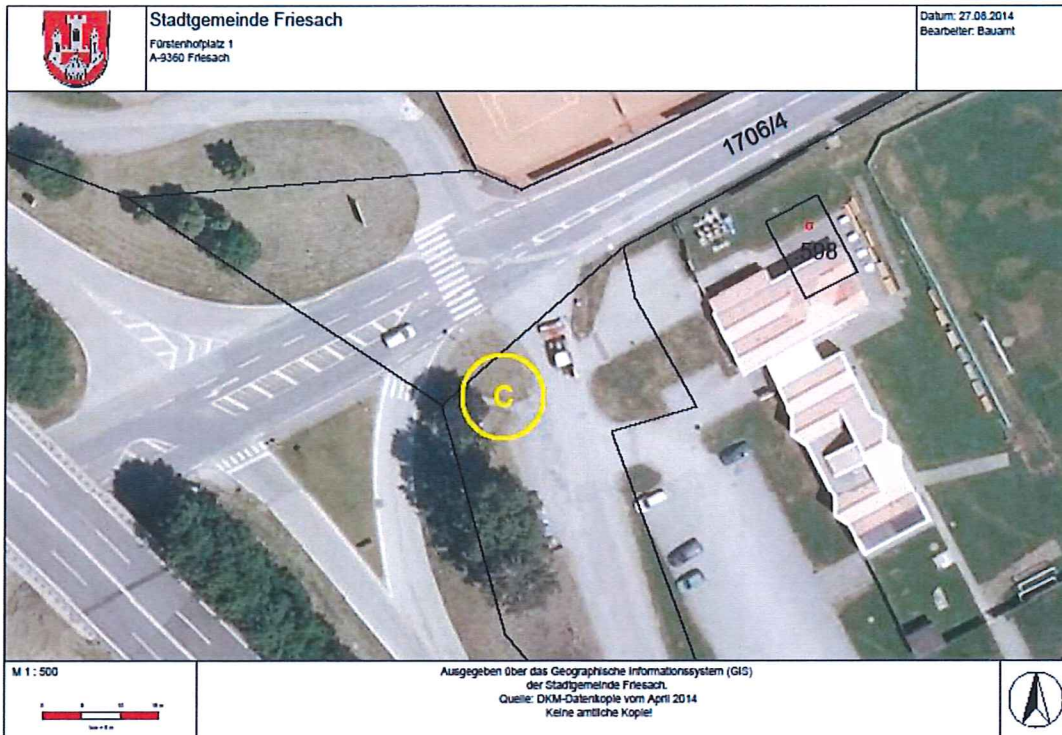 Stadtgemeinde Friesach
Fürstenhofplatz 1
A-9360 Friesach
Datum: 27.08.2014
Bearbeiter: Bauamt
1706/4
598
C
M 1 : 500
Ausgegeben über das Geographische Informationssystem (GIS)
der Stadtgemeinde Friesach.
Quelle: DKM-Datenkopie vom April 2014
Keine amtliche Kopie!